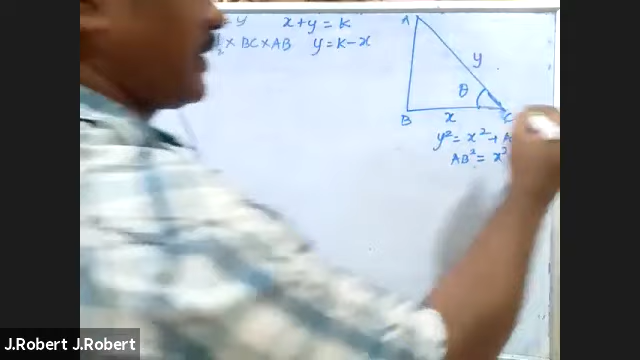 = y x + y = k
½ × BC × AB y = k − x
A
y
θ
B x C
y² = x² +
AB² = x²
J.Robert J.Robert